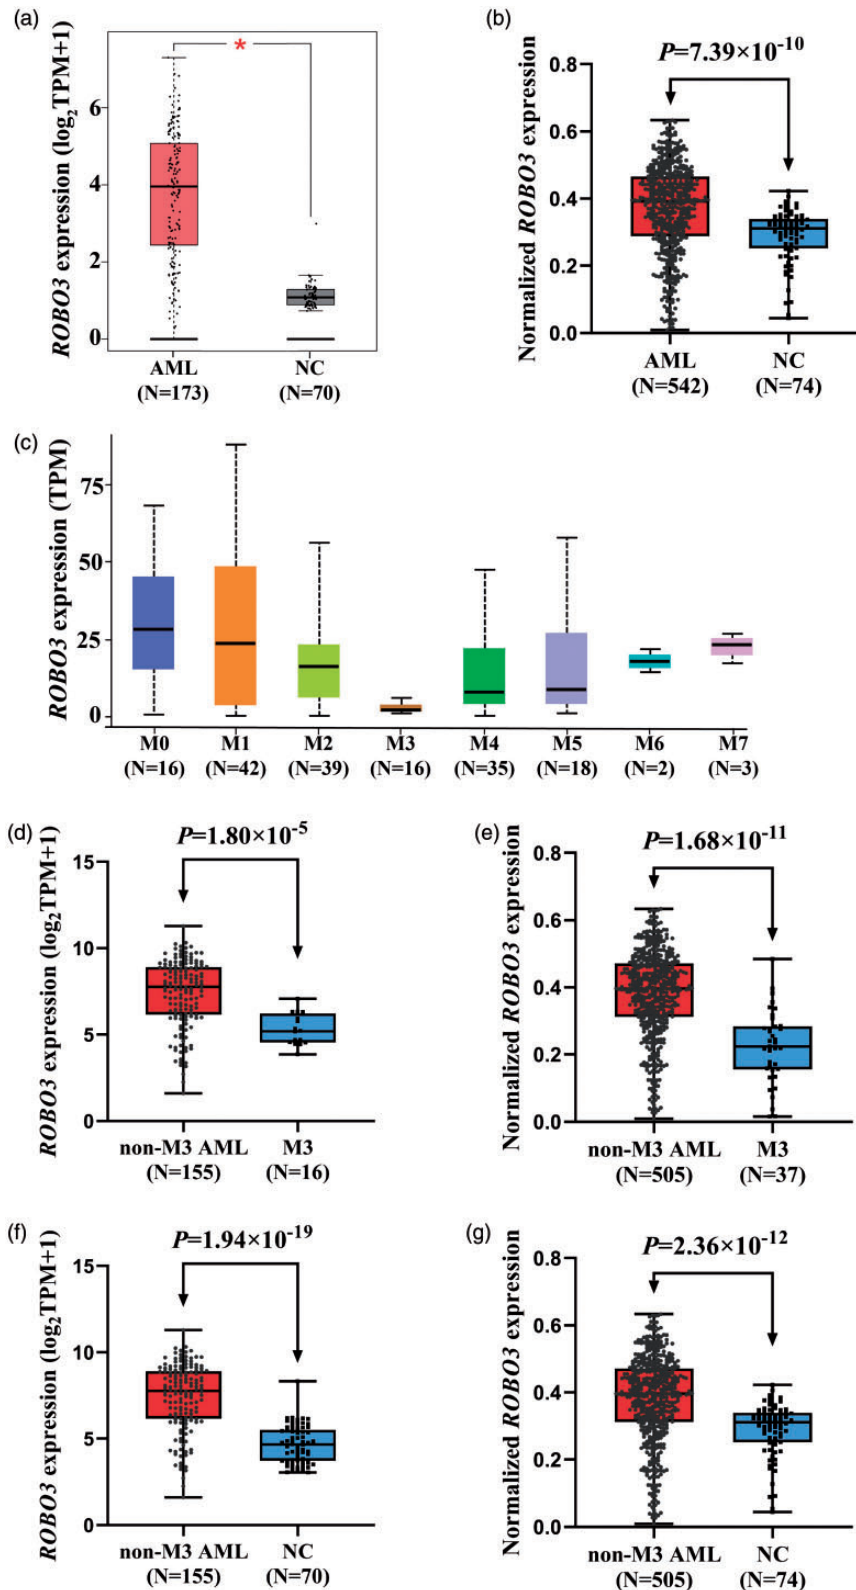 (a)
ROBO3 expression (log₂TPM+1)
*
6
4
2
0
AML
(N=173)
NC
(N=70)
(b)
Normalized ROBO3 expression
P=7.39×10⁻¹⁰
0.8
0.6
0.4
0.2
0.0
AML
(N=542)
NC
(N=74)
(c)
ROBO3 expression (TPM)
75
50
25
0
M0 M1 M2 M3 M4 M5 M6 M7
(N=16) (N=42) (N=39) (N=16) (N=35) (N=18) (N=2) (N=3)
(d)
ROBO3 expression (log₂TPM+1)
P=1.80×10⁻⁵
15
10
5
0
non-M3 AML
(N=155)
M3
(N=16)
(e)
Normalized ROBO3 expression
P=1.68×10⁻¹¹
0.8
0.6
0.4
0.2
0.0
non-M3 AML
(N=505)
M3
(N=37)
(f)
ROBO3 expression (log₂TPM+1)
P=1.94×10⁻¹⁹
15
10
5
0
non-M3 AML
(N=155)
NC
(N=70)
(g)
Normalized ROBO3 expression
P=2.36×10⁻¹²
0.8
0.6
0.4
0.2
0.0
non-M3 AML
(N=505)
NC
(N=74)